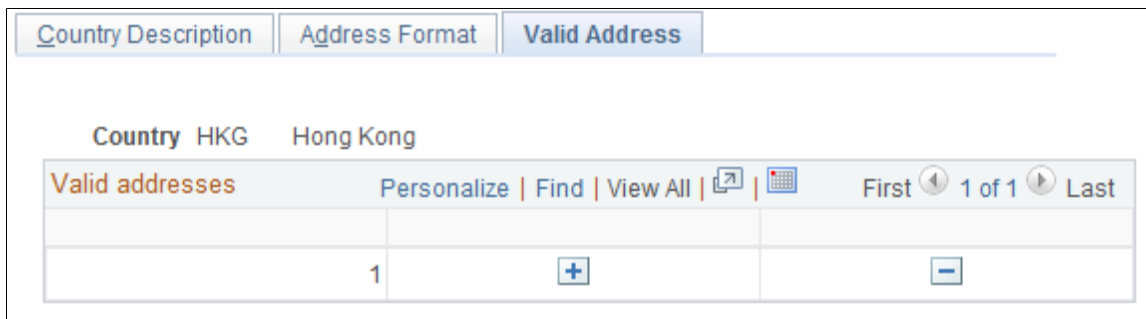 Country Description Address Format Valid Address
Country HKG Hong Kong
Valid addresses Personalize | Find | View All | | First 1 of 1 Last
1